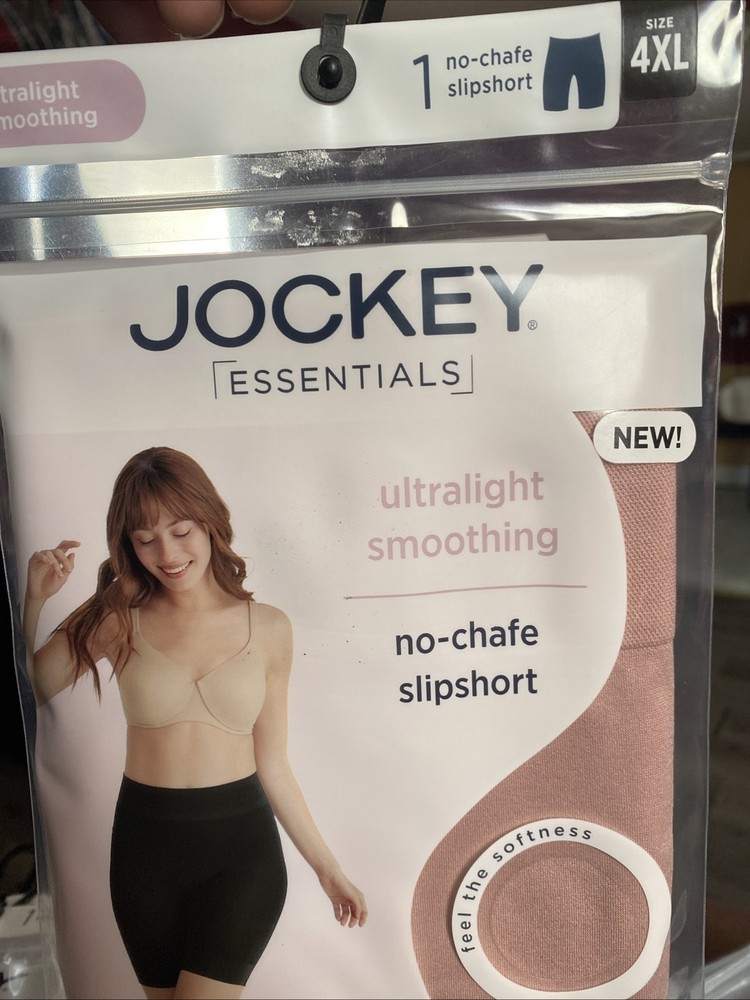 tralight
moothing
1 no-chafe
slipshort
SIZE
4XL
JOCKEY®
ESSENTIALS
NEW!
ultralight
smoothing
no-chafe
slipshort
feel the softness